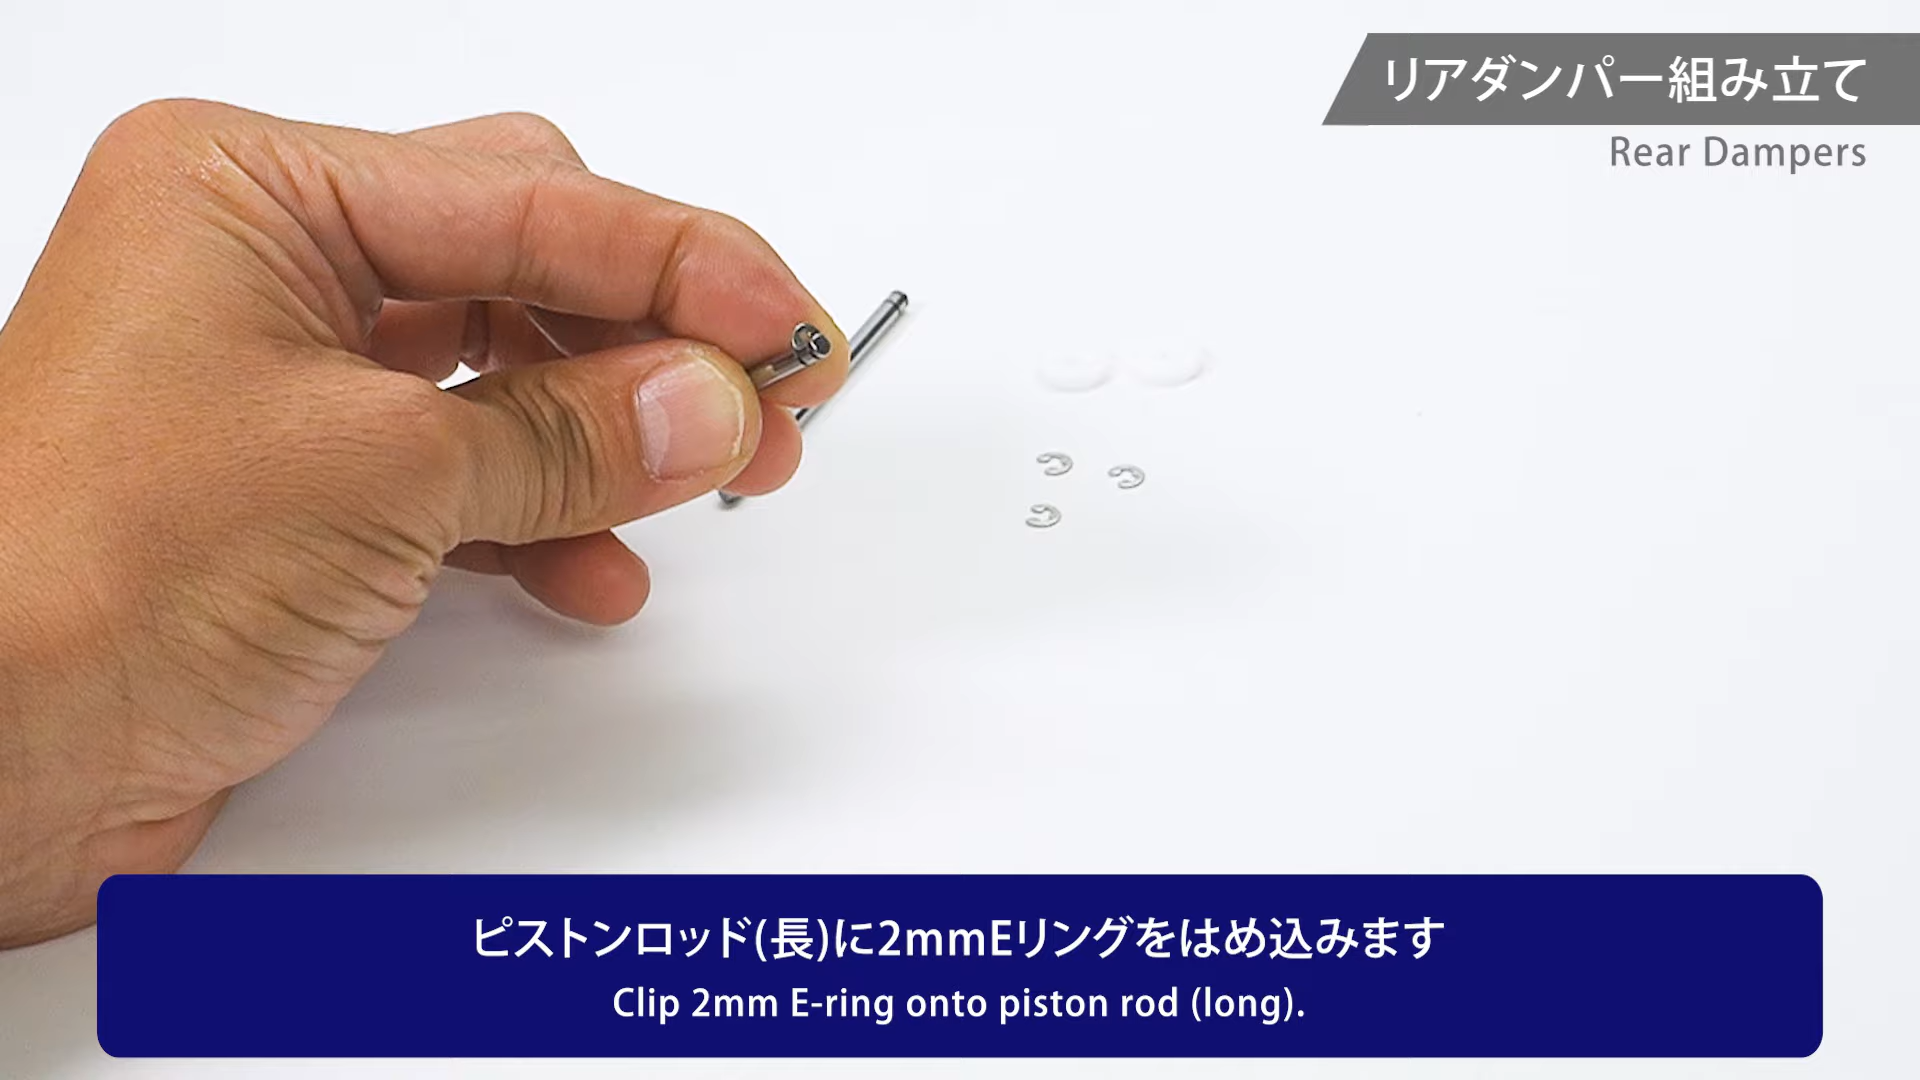 リアダンパー組み立て
Rear Dampers
ピストンロッド(長)に2mmEリングをはめ込みます
Clip 2mm E-ring onto piston rod (long).